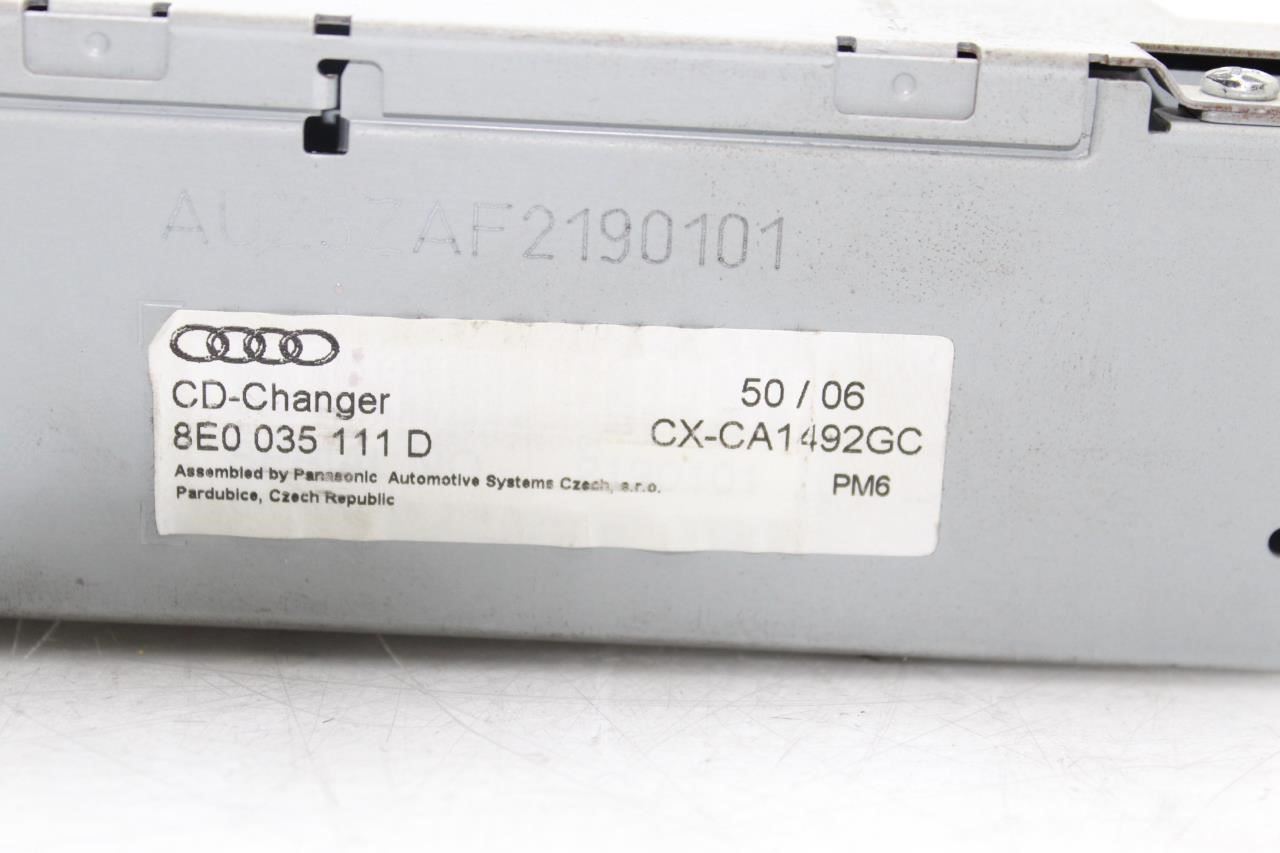 AUZ5ZAF2190101
CD-Changer 50 / 06
8E0 035 111 D CX-CA1492GC
Assembled by Panasonic Automotive Systems Czech, s.r.o. PM6
Pardubice, Czech Republic